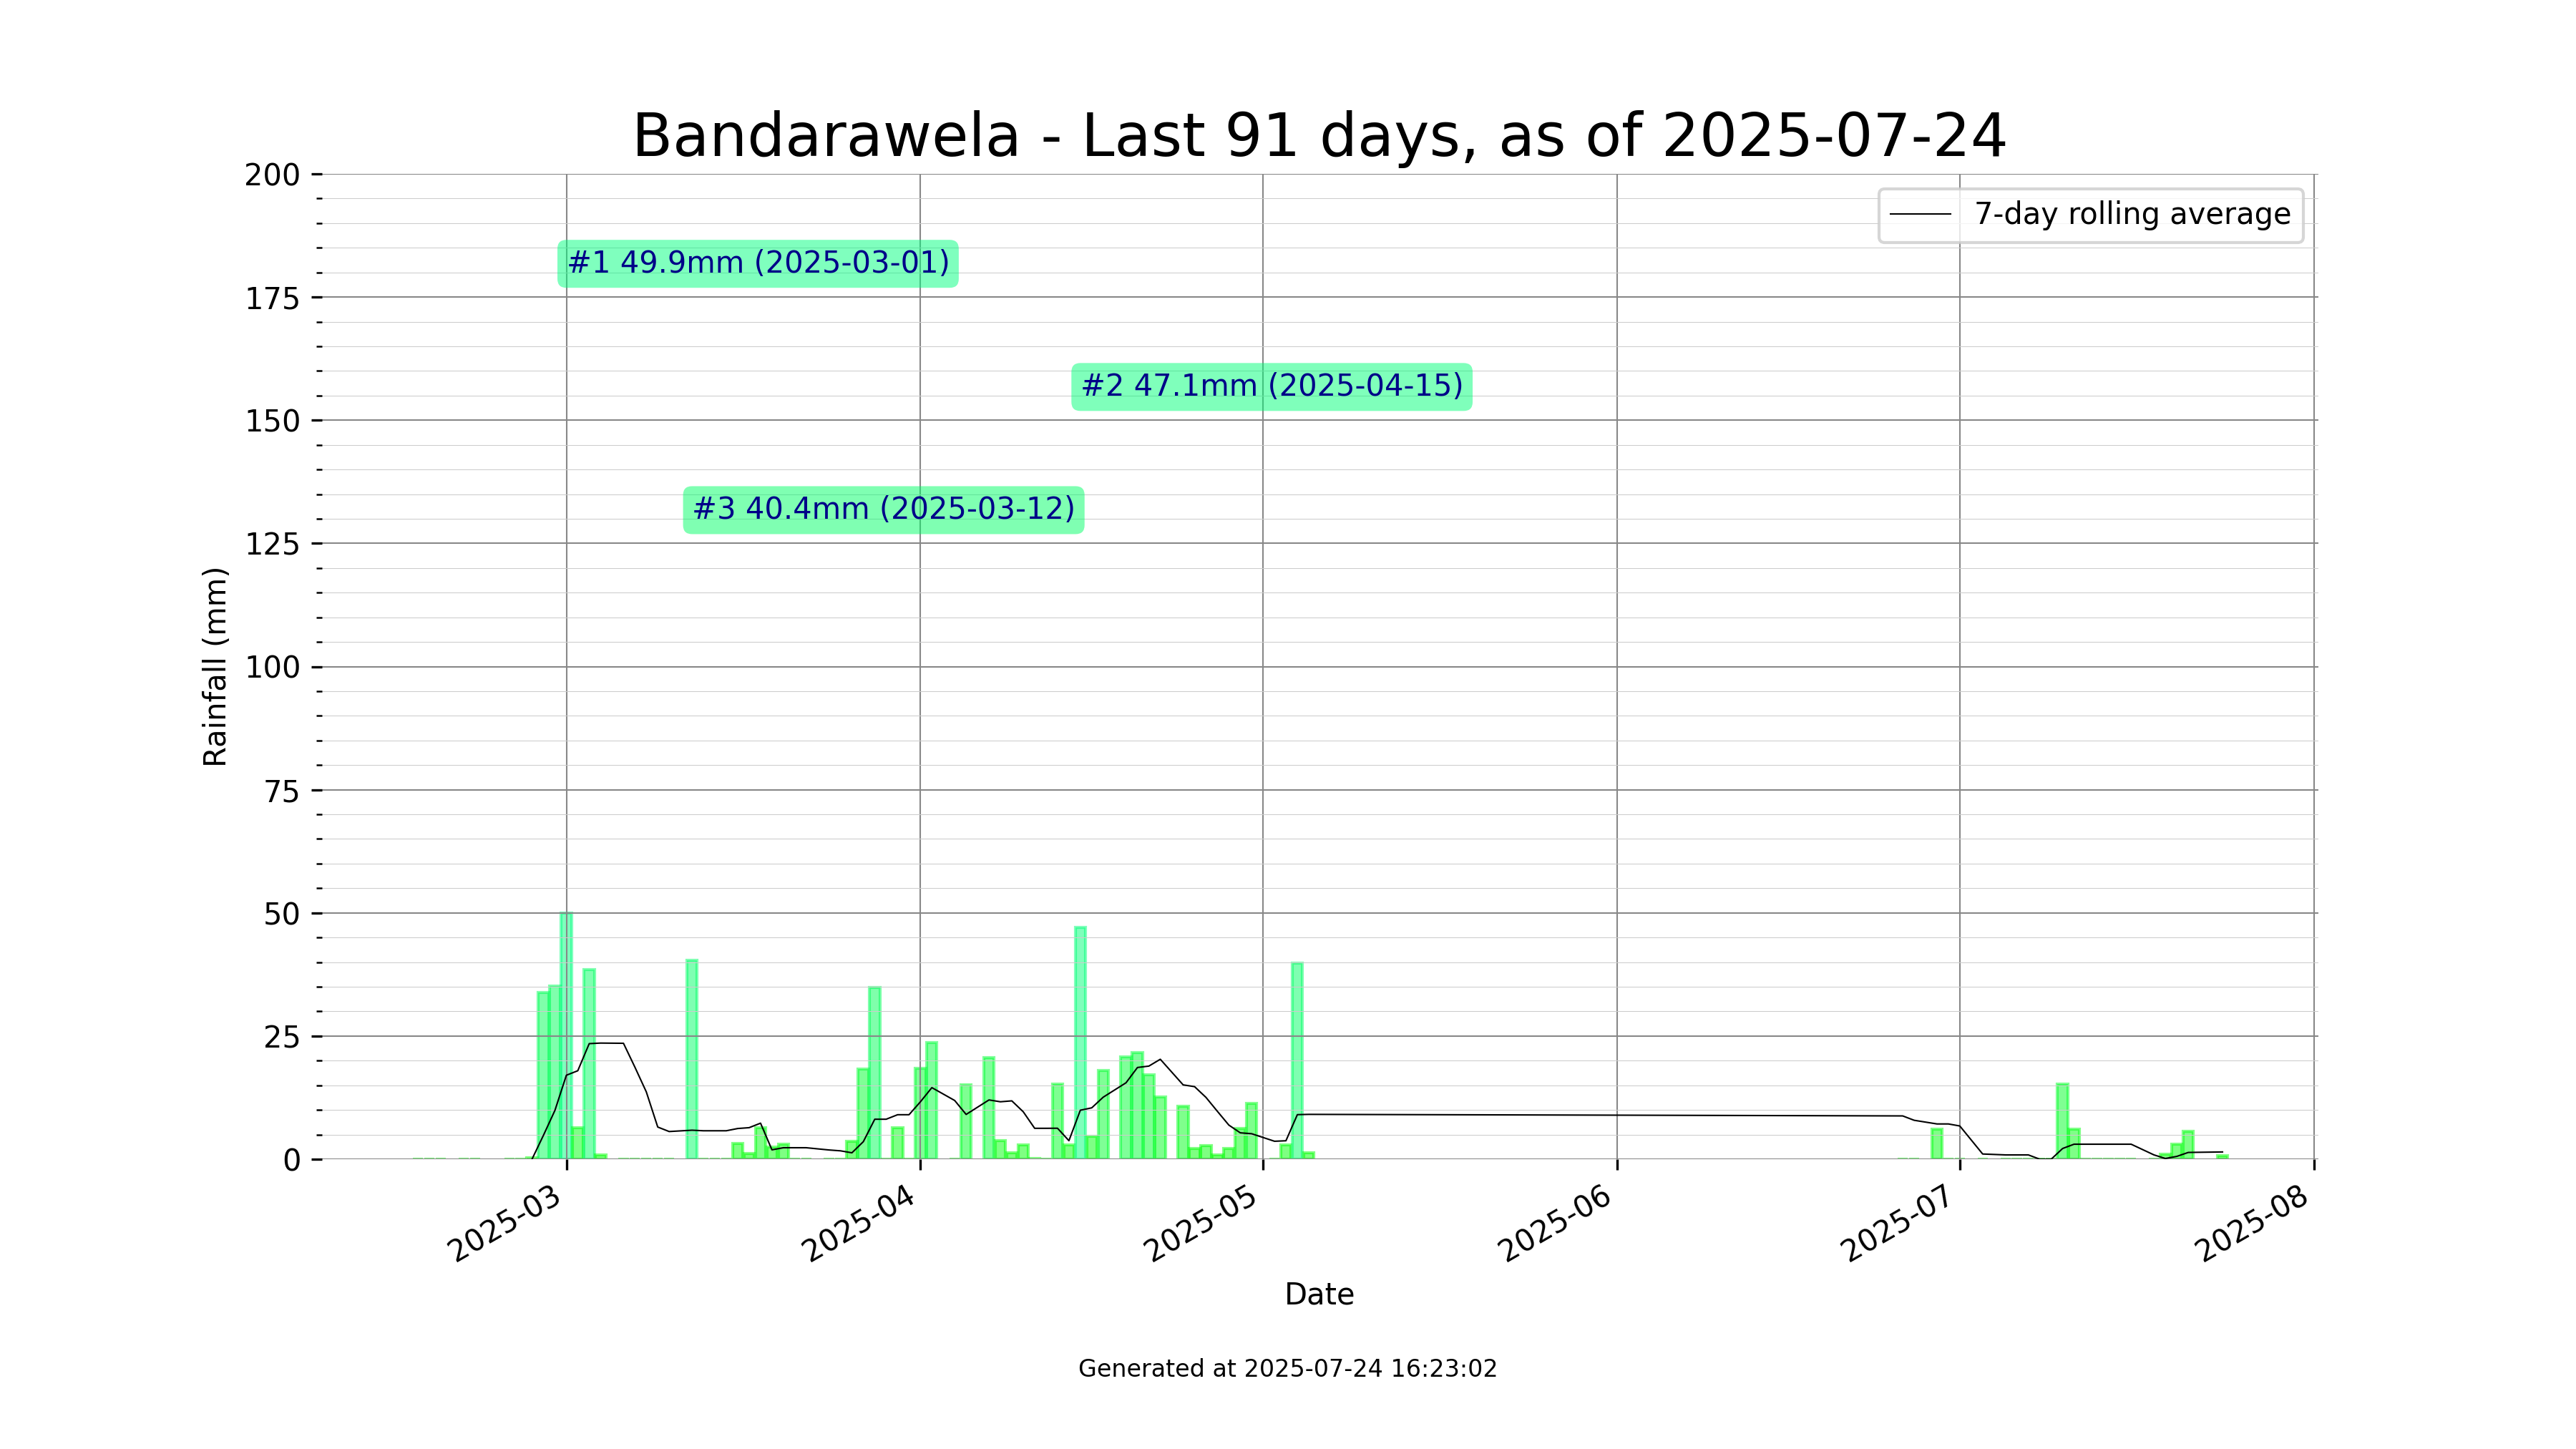 Bandarawela - Last 91 days, as of 2025-07-24
200
175
150
125
100
75
50
25
0
Rainfall (mm)
7-day rolling average
#1 49.9mm (2025-03-01)
#2 47.1mm (2025-04-15)
#3 40.4mm (2025-03-12)
2025-03
2025-04
2025-05
2025-06
2025-07
2025-08
Date
Generated at 2025-07-24 16:23:02